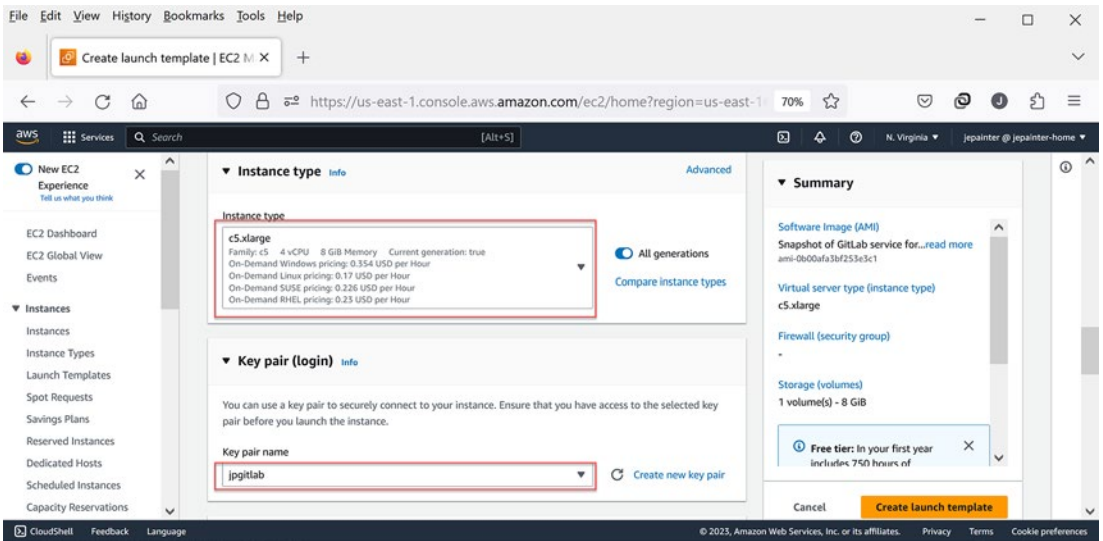 File Edit View History Bookmarks Tools Help
Create launch template | EC2 M
https://us-east-1.console.aws.amazon.com/ec2/home?region=us-east-1
70%
aws Services Search [Alt+S] N. Virginia jepainter @ jepainter-home
New EC2
Experience
Tell us what you think
EC2 Dashboard
EC2 Global View
Events
Instances
Instances
Instance Types
Launch Templates
Spot Requests
Savings Plans
Reserved Instances
Dedicated Hosts
Scheduled Instances
Capacity Reservations
Instance type Info Advanced
Instance type
c5.xlarge
Family: c5 4 vCPU 8 GiB Memory Current generation: true
On-Demand Windows pricing: 0.354 USD per Hour
On-Demand Linux pricing: 0.17 USD per Hour
On-Demand SUSE pricing: 0.226 USD per Hour
On-Demand RHEL pricing: 0.23 USD per Hour
All generations
Compare instance types
Key pair (login) Info
You can use a key pair to securely connect to your instance. Ensure that you have access to the selected key
pair before you launch the instance.
Key pair name
jpgitlab
Create new key pair
Summary
Software Image (AMI)
Snapshot of GitLab service for...read more
ami-0b00afa3bf253e3c1
Virtual server type (instance type)
c5.xlarge
Firewall (security group)
-
Storage (volumes)
1 volume(s) - 8 GiB
Free tier: In your first year
includes 750 hours of
Cancel Create launch template
CloudShell Feedback Language © 2023, Amazon Web Services, Inc. or its affiliates. Privacy Terms Cookie preferences